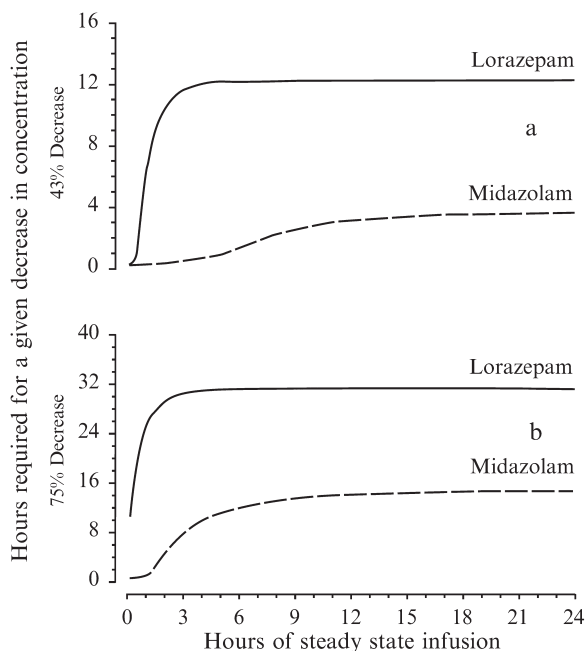 Hours required for a given decrease in concentration
43% Decrease
16
12
8
4
0
Lorazepam
a
Midazolam
75% Decrease
40
32
24
16
8
0
Lorazepam
b
Midazolam
0 3 6 9 12 15 18 21 24
Hours of steady state infusion